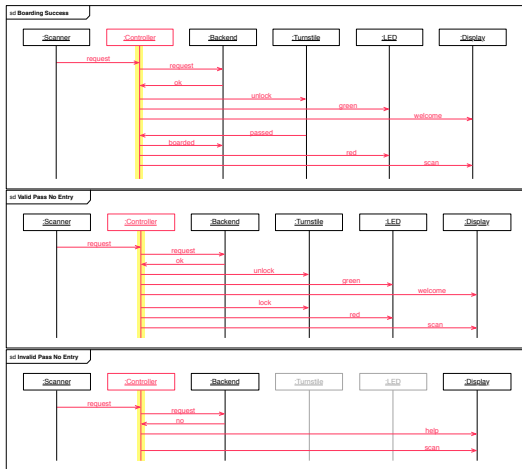 sd Boarding Success
:Scanner :Controller :Backend :Turnstile :LED :Display
request
request
ok
unlock
green
welcome
passed
boarded
red
scan
sd Valid Pass No Entry
:Scanner :Controller :Backend :Turnstile :LED :Display
request
request
ok
unlock
green
welcome
lock
red
scan
sd Invalid Pass No Entry
:Scanner :Controller :Backend :Turnstile :LED :Display
request
request
no
help
scan